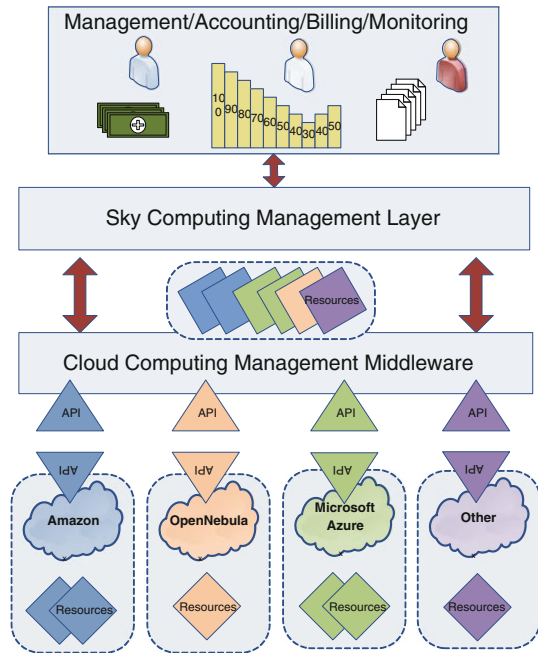 Management/Accounting/Billing/Monitoring
10
0
90
80
70
60
50
40
30
40
50
Sky Computing Management Layer
Resources
Cloud Computing Management Middleware
API
API
API
API
API
API
API
API
Amazon
OpenNebula
Microsoft
Azure
Other
Resources
Resources
Resources
Resources